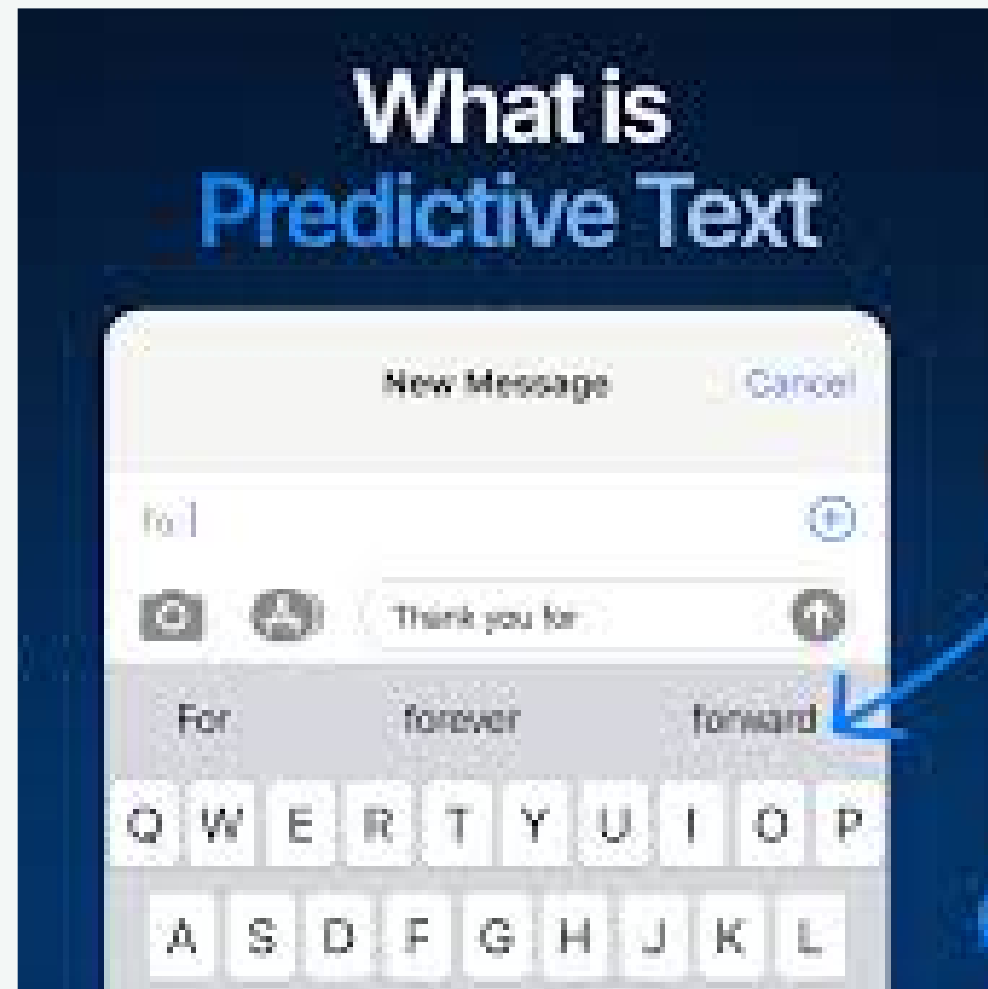 What is
Predictive Text
New Message Cancel
To:
Thank you for
For forever forward
Q W E R T Y U I O P
A S D F G H J K L